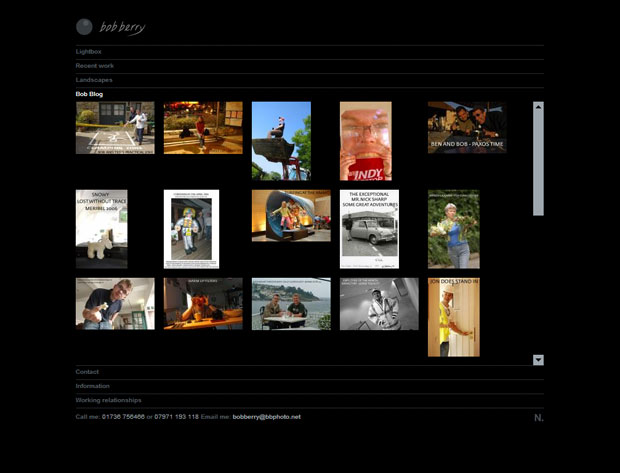 bob berry
Lightbox
Recent work
Landscapes
Bob Blog
BEN AND BOB - PAXOS TIME
SNOWY
LOST WITHOUT TRACE
MERIBEL 2006
THE EXCEPTIONAL
MR.NICK SHARP
SOME GREAT ADVENTURES
INDY
JON DOES STAND IN
Contact
Information
Working relationships
Call me: 01736 756466 or 07971 193 118 Email me: bobberry@bbphoto.net
N.